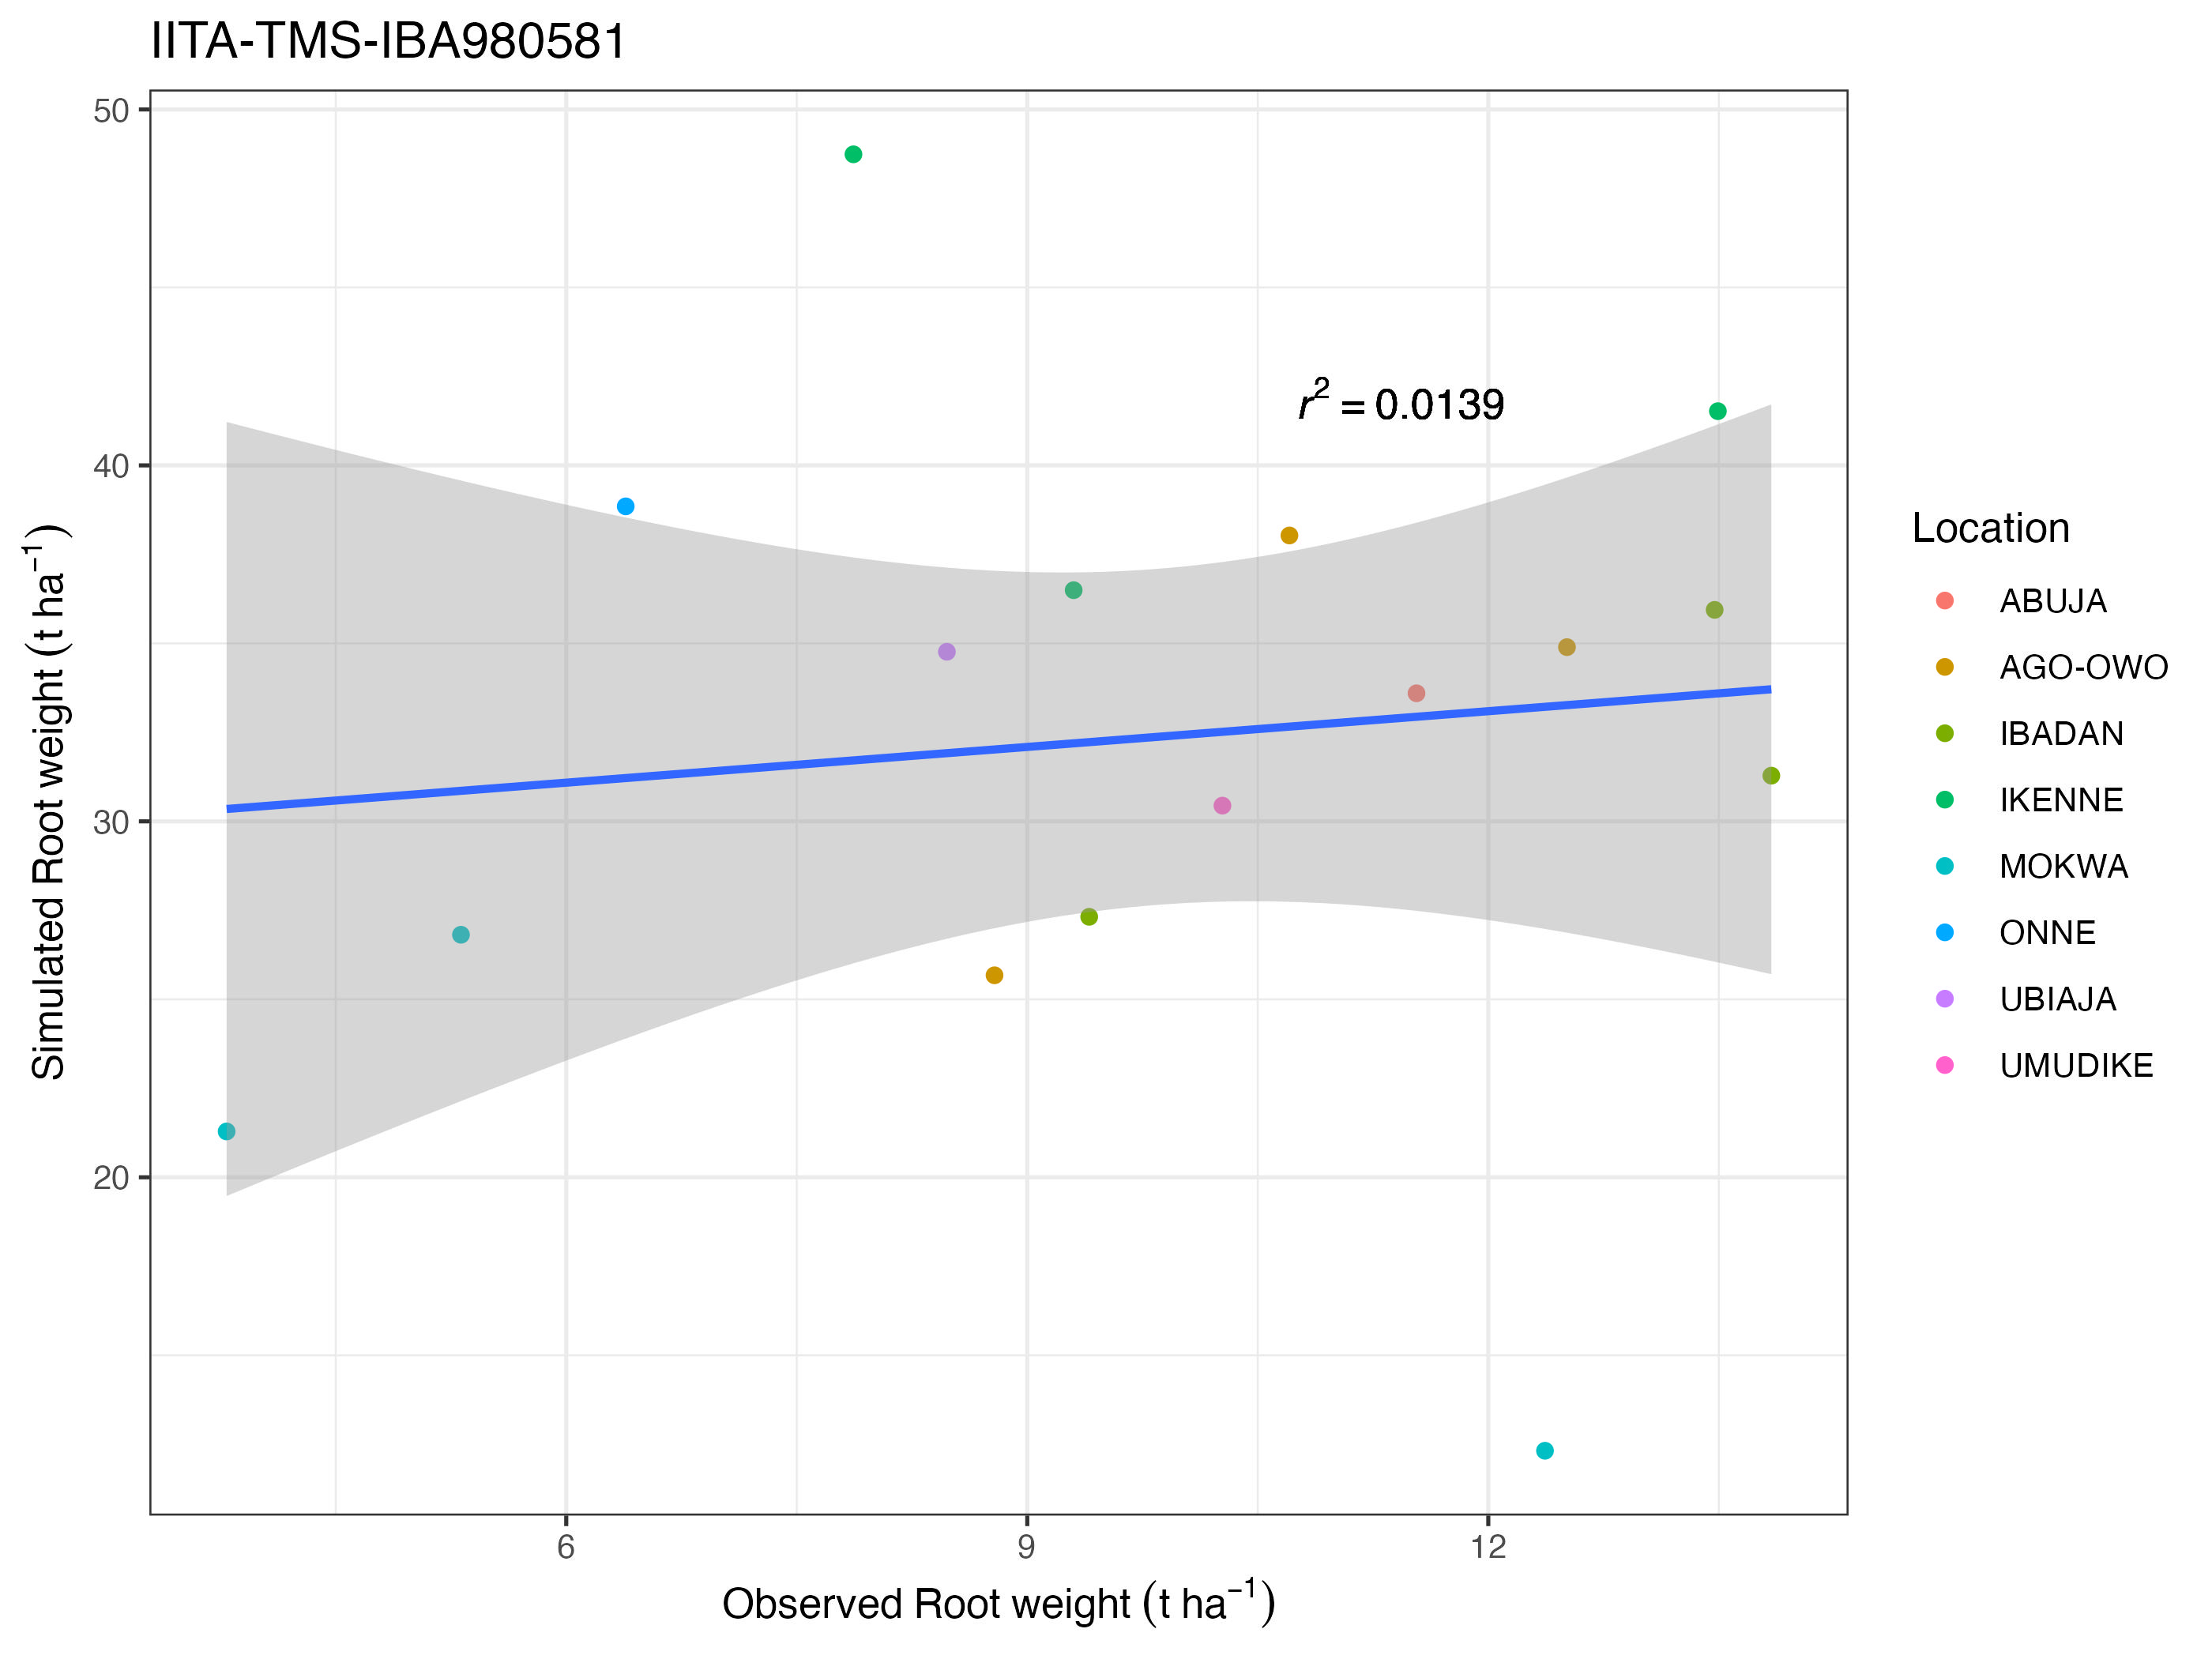 IITA-TMS-IBA980581
50
40
30
20
Simulated Root weight (t ha⁻¹)
r² = 0.0139
6
9
12
Observed Root weight (t ha⁻¹)
Location
ABUJA
AGO-OWO
IBADAN
IKENNE
MOKWA
ONNE
UBIAJA
UMUDIKE